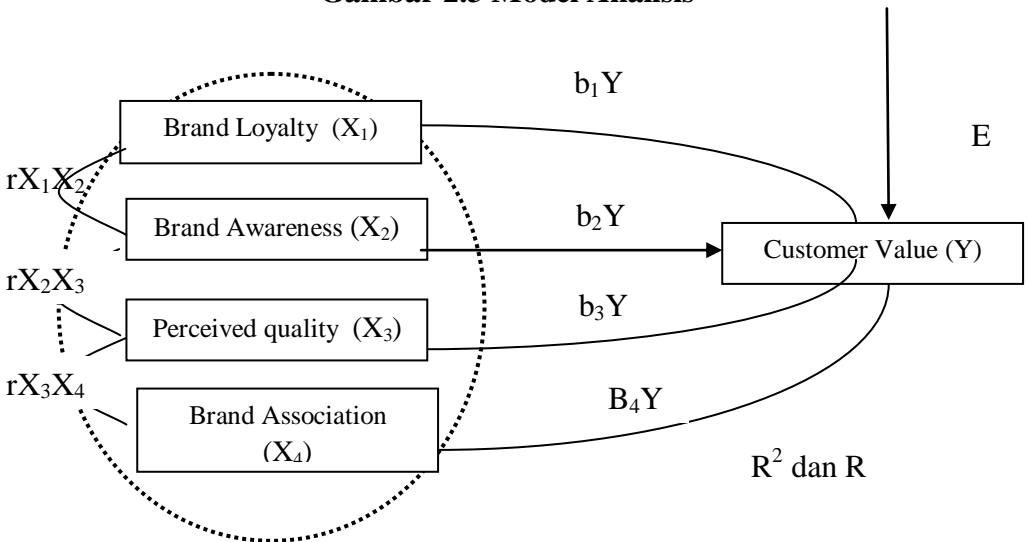 Gambar 2.3 Model Analisis
b₁Y
Brand Loyalty (X₁)
E
rX₁X₂
Brand Awareness (X₂)
b₂Y
Customer Value (Y)
rX₂X₃
b₃Y
Perceived quality (X₃)
rX₃X₄
B₄Y
Brand Association
(X₄)
R² dan R